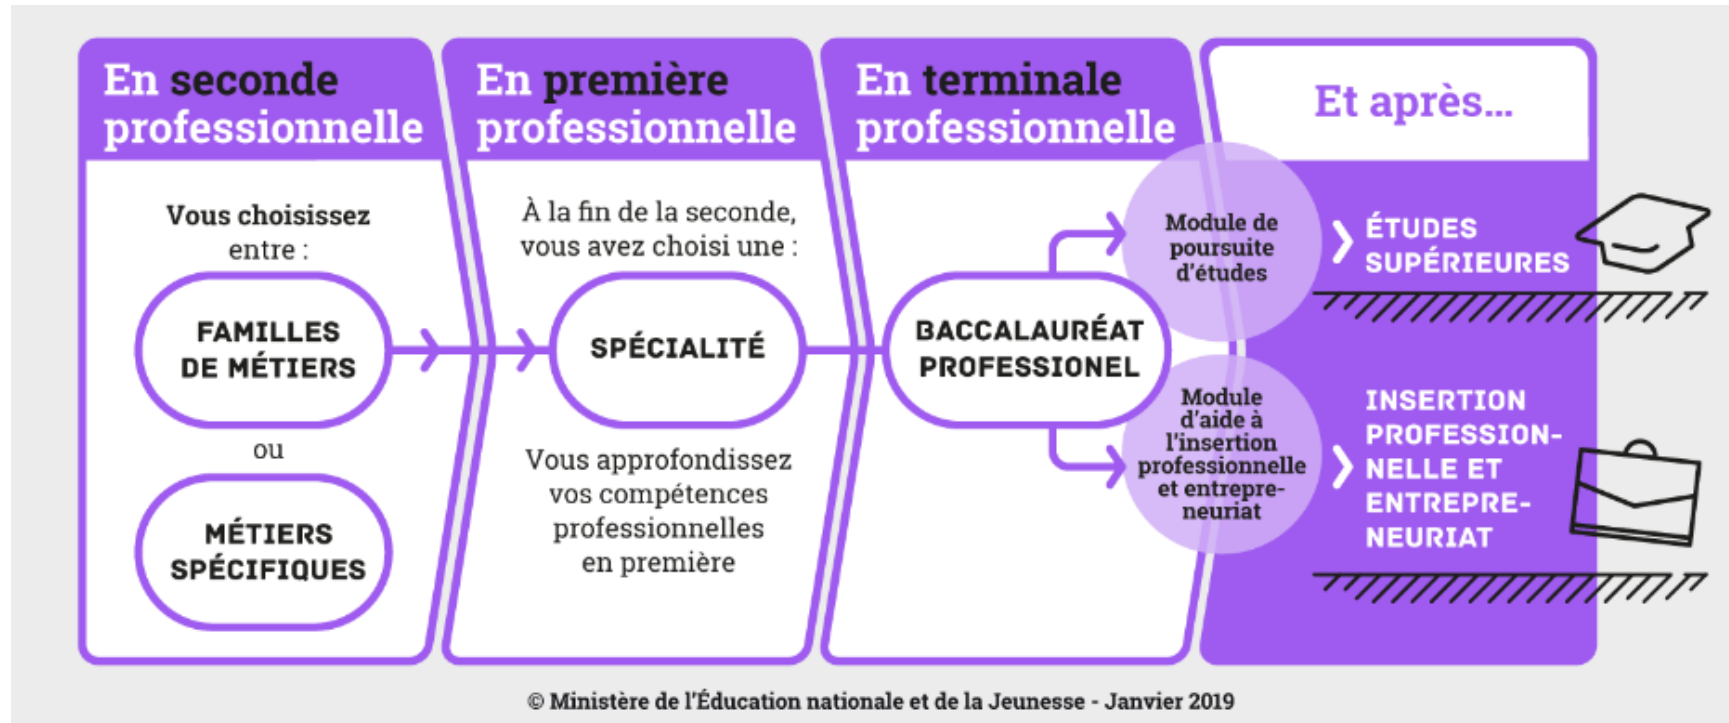 En seconde
professionnelle
Vous choisissez
entre :
FAMILLES
DE MÉTIERS
ou
MÉTIERS
SPÉCIFIQUES
En première
professionnelle
À la fin de la seconde,
vous avez choisi une :
SPÉCIALITÉ
Vous approfondissez
vos compétences
professionnelles
en première
En terminale
professionnelle
BACCALAURÉAT
PROFESSIONEL
Module de
poursuite
d'études
Module
d'aide à
l'insertion
professionnelle
et entrepre-
neuriat
Et après...
ÉTUDES
SUPÉRIEURES
INSERTION
PROFESSION-
NELLE ET
ENTREPRE-
NEURIAT
© Ministère de l'Éducation nationale et de la Jeunesse - Janvier 2019